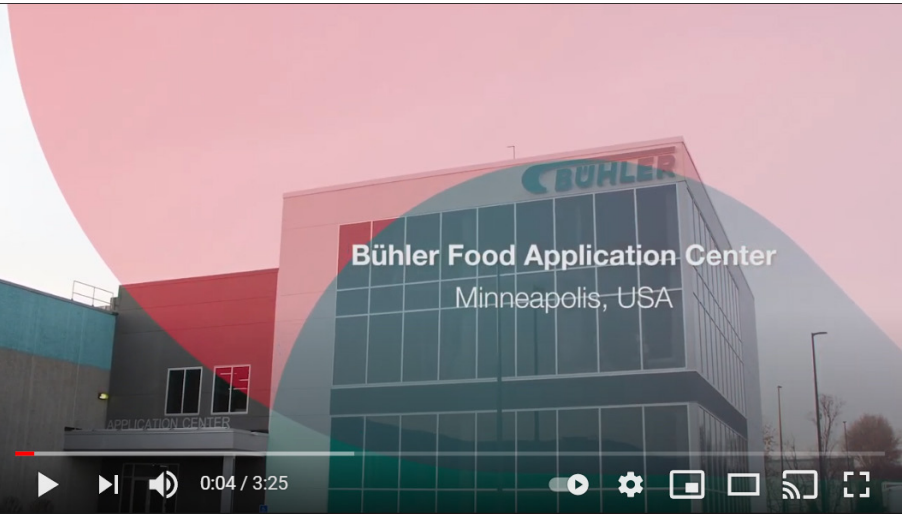 BÜHLER
Bühler Food Application Center
Minneapolis, USA
APPLICATION CENTER
0:04 / 3:25